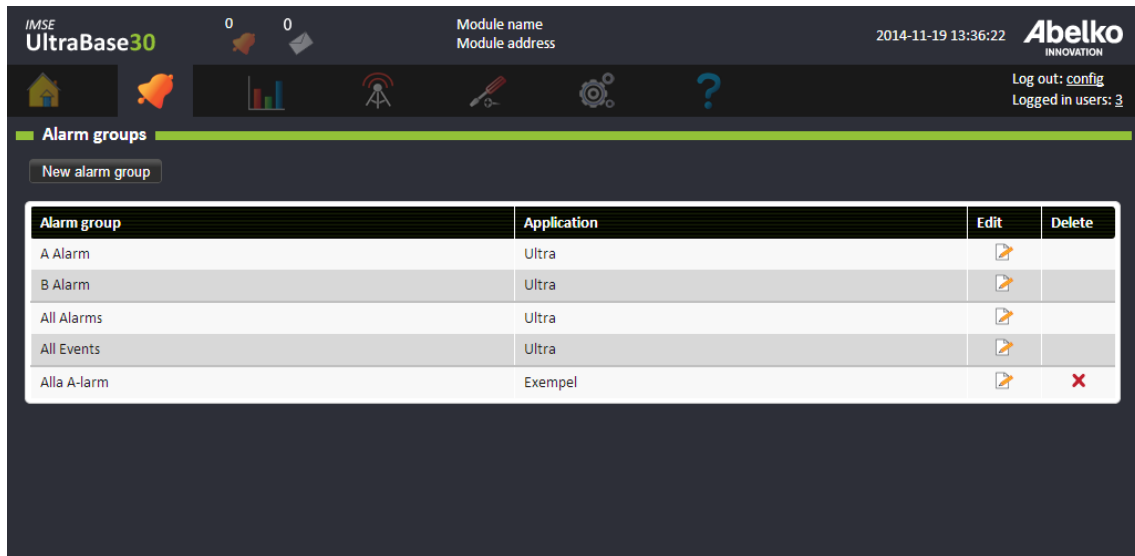 IMSE
UltraBase30
0
0
Module name
Module address
2014-11-19 13:36:22
Abelko
INNOVATION
?
Log out: config
Logged in users: 3
Alarm groups
New alarm group
Alarm group Application Edit Delete
A Alarm Ultra
B Alarm Ultra
All Alarms Ultra
All Events Ultra
Alla A-larm Exempel